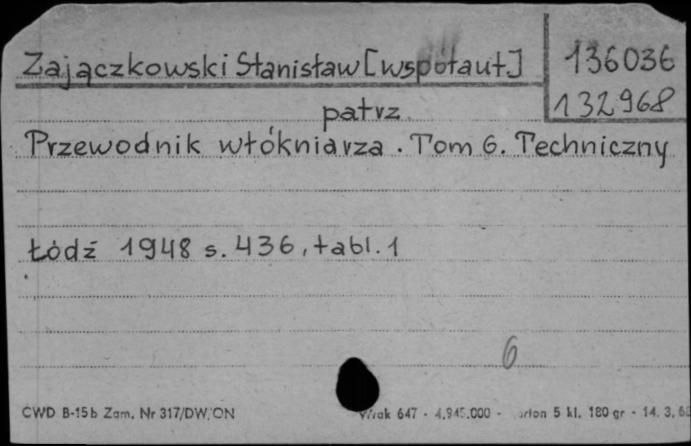 Zajączkowski Stanisław [współaut.]
136036
132968
patrz
Przewodnik włókniarza. Tom 6. Techniczny
Łódź 1948 s. 436, tabl. 1
6
CWD B-15b Zam. Nr 317/DW/ON 647 - 4.945.000 - 5 kl. 180 gr - 14. 3. 63